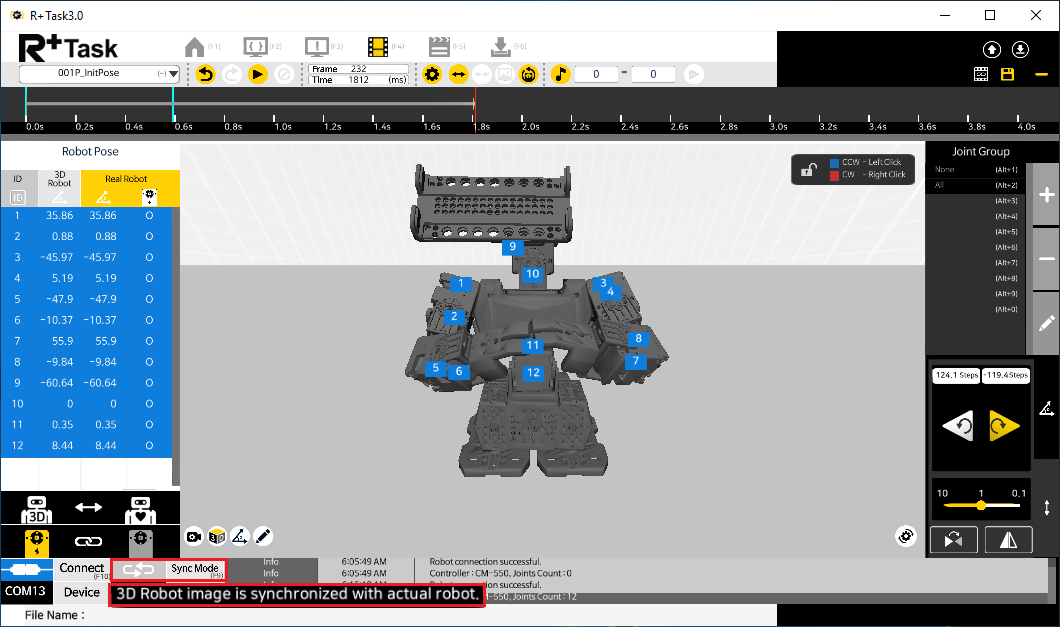 R+ Task3.0
R+Task
(F1) (F2) (F3) (F4) (F5) (F6)
001P_InitPose (-)
Frame 232
Time 1812 (ms)
0 - 0
0.0s 0.2s 0.4s 0.6s 0.8s 1.0s 1.2s 1.4s 1.6s 1.8s 2.0s 2.2s 2.4s 2.6s 2.8s 3.0s 3.2s 3.4s 3.6s 3.8s 4.0s
Robot Pose
ID 3D Robot Real Robot
ID
1 35.86 35.86 O
2 0.88 0.88 O
3 -45.97 -45.97 O
4 5.19 5.19 O
5 -47.9 -47.9 O
6 -10.37 -10.37 O
7 55.9 55.9 O
8 -9.84 -9.84 O
9 -60.64 -60.64 O
10 0 0 O
11 0.35 0.35 O
12 8.44 8.44 O
3D
CCW - Left Click
CW - Right Click
9
10
1
3
4
2
8
11
7
5
6
12
Joint Group
None (Alt+1)
All (Alt+2)
(Alt+3)
(Alt+4)
(Alt+5)
(Alt+6)
(Alt+7)
(Alt+8)
(Alt+9)
(Alt+0)
124.1 Steps -119.4Steps
10 1 0.1
Connect (F10)
Sync Mode (F9)
COM13 Device
Info 6:05:49 AM Robot connection successful.
Info 6:05:49 AM Controller : CM-550, Joints Count : 0
connection successful.
CM-550, Joints Count : 12
3D Robot image is synchronized with actual robot.
File Name :